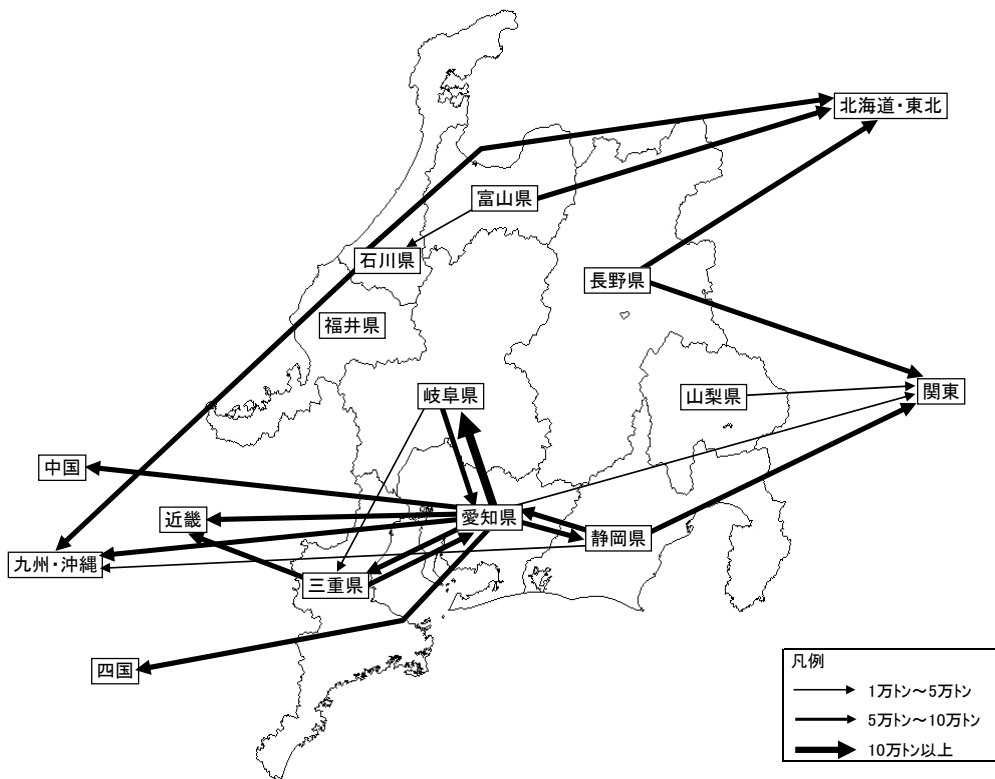 北海道・東北
富山県
石川県
長野県
福井県
岐阜県
山梨県
関東
中国
近畿
愛知県
静岡県
九州・沖縄
三重県
四国
凡例
1万トン～5万トン
5万トン～10万トン
10万トン以上